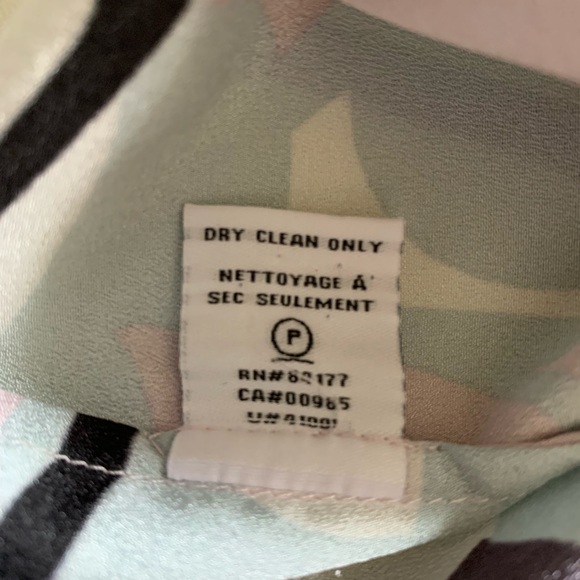 DRY CLEAN ONLY
NETTOYAGE À
SEC SEULEMENT
P
CA#00965